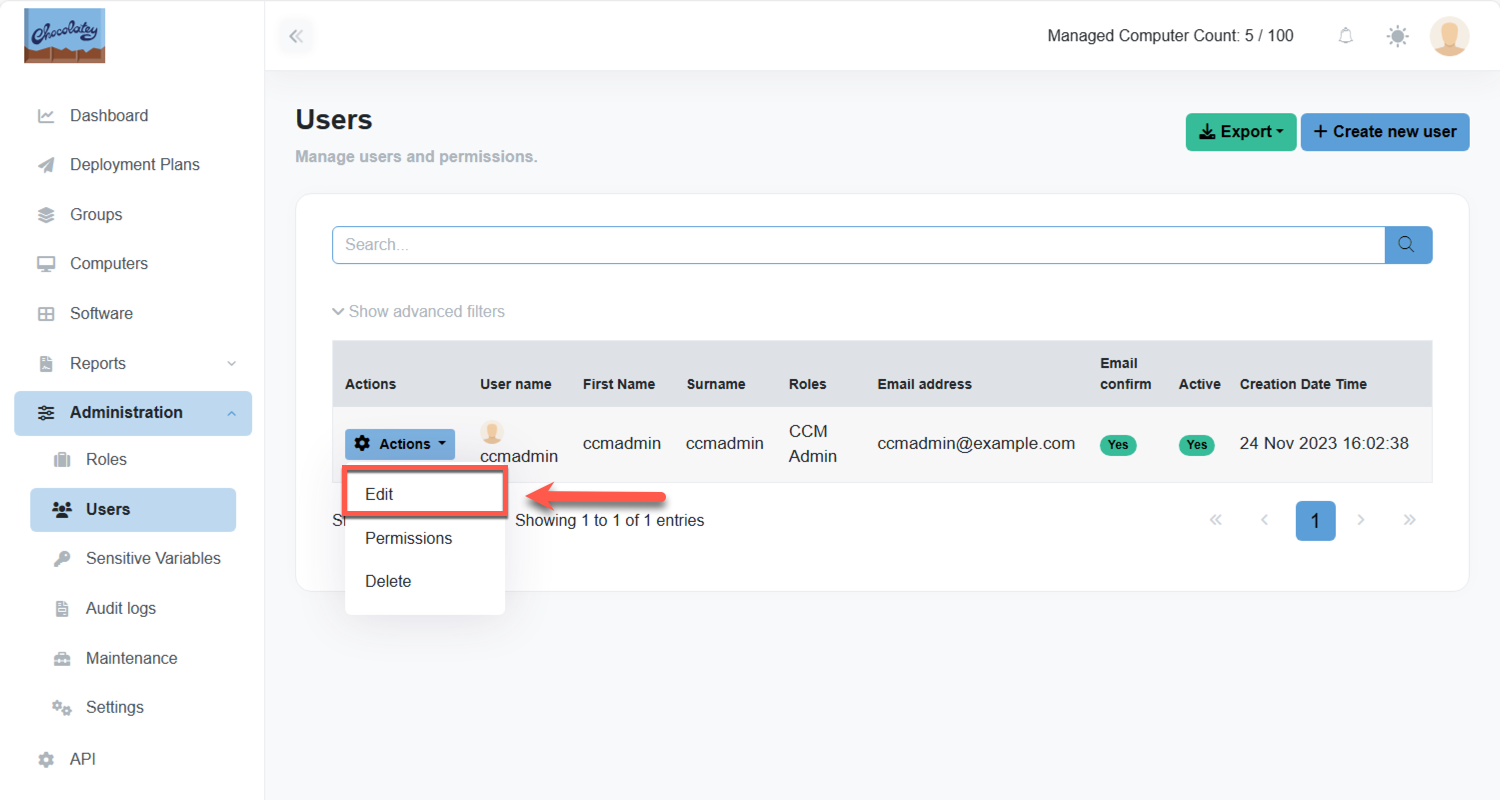 Chocolatey
Managed Computer Count: 5 / 100
Dashboard
Deployment Plans
Groups
Computers
Software
Reports
Administration
Roles
Users
Sensitive Variables
Audit logs
Maintenance
Settings
API
Users
Manage users and permissions.
Export
+ Create new user
Search...
Show advanced filters
Actions User name First Name Surname Roles Email address Email confirm Active Creation Date Time
Actions ccmadmin ccmadmin ccmadmin CCM Admin ccmadmin@example.com Yes Yes 24 Nov 2023 16:02:38
Edit
Permissions
Delete
Showing 1 to 1 of 1 entries
« ‹ 1 › »